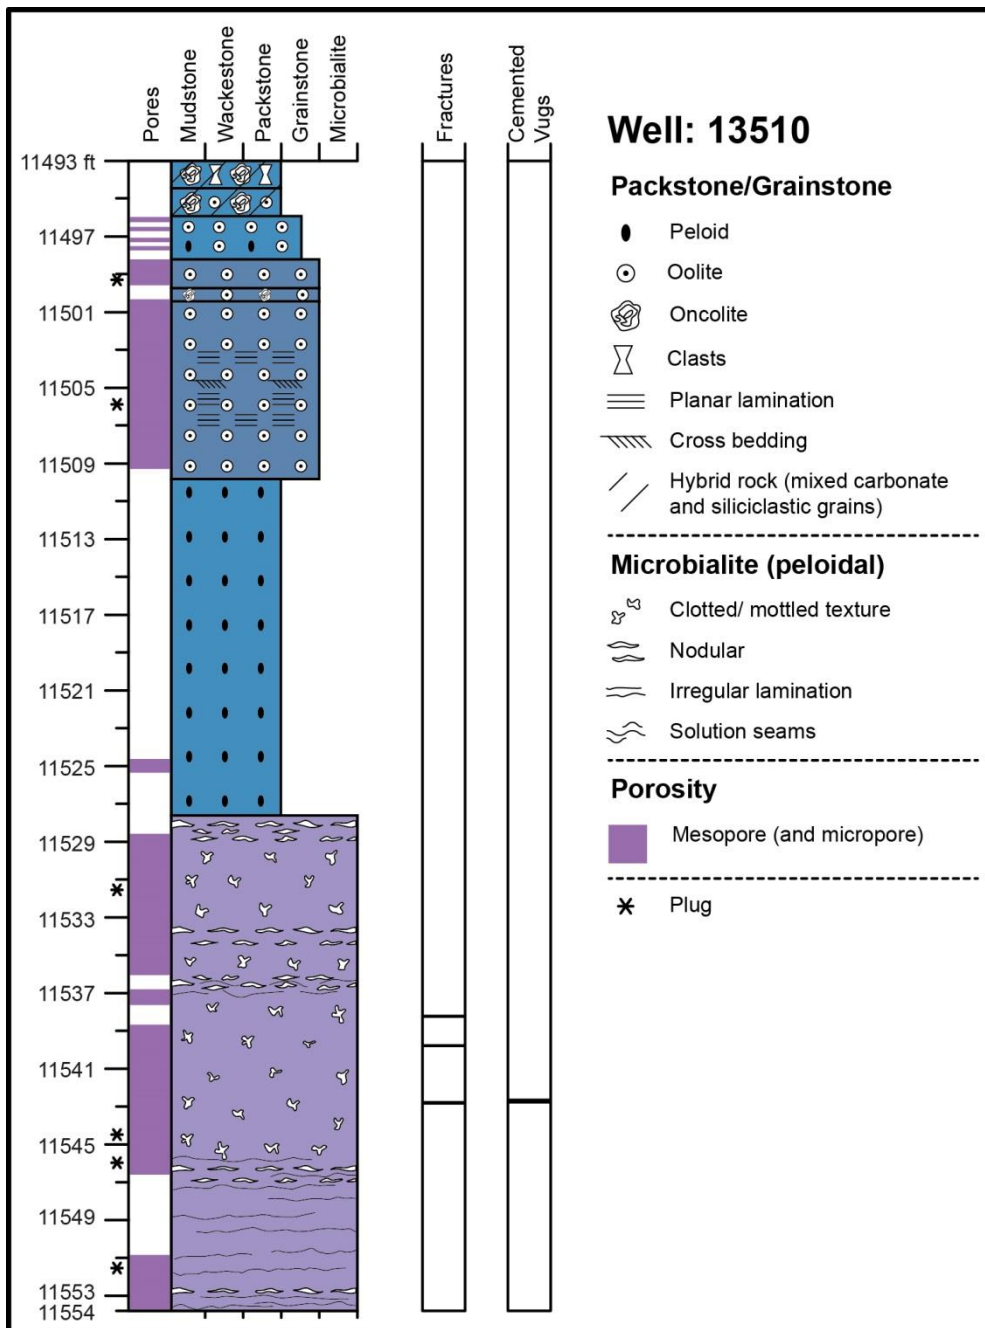 Pores
Mudstone
Wackestone
Packstone
Grainstone
Microbialite
Fractures
Cemented
Vugs
11493 ft
11497
11501
11505
11509
11513
11517
11521
11525
11529
11533
11537
11541
11545
11549
11553
11554
Well: 13510
Packstone/Grainstone
Peloid
Oolite
Oncolite
Clasts
Planar lamination
Cross bedding
Hybrid rock (mixed carbonate
and siliciclastic grains)
Microbialite (peloidal)
Clotted/ mottled texture
Nodular
Irregular lamination
Solution seams
Porosity
Mesopore (and micropore)
Plug